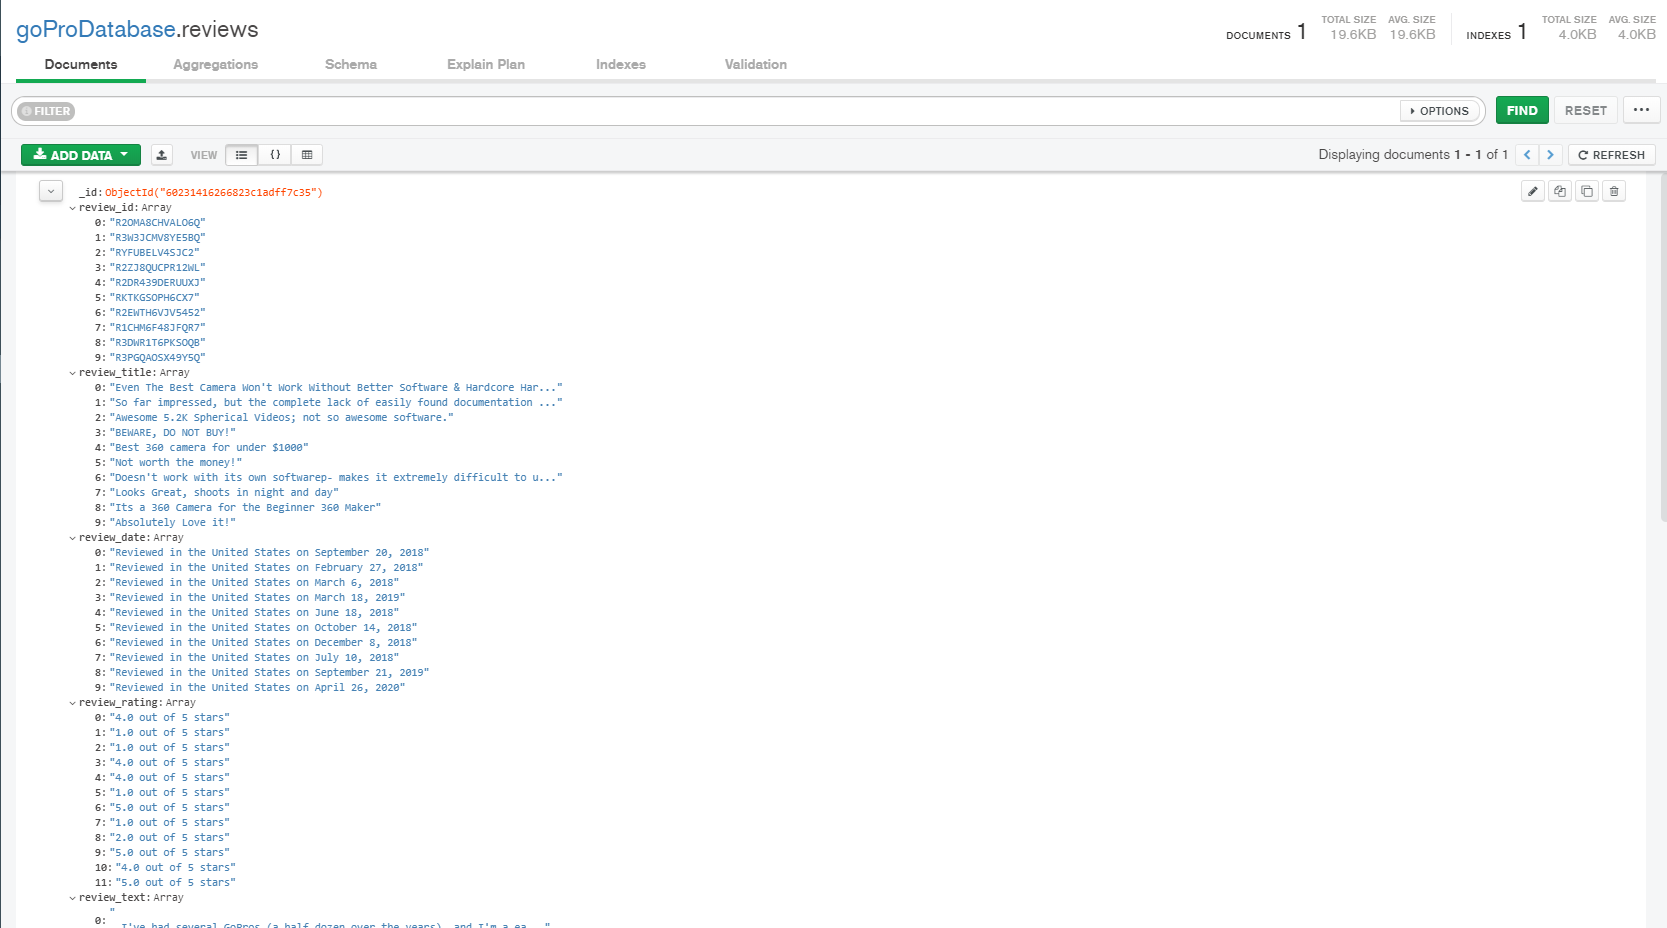 goProDatabase.reviews
DOCUMENTS 1 TOTAL SIZE 19.6KB AVG. SIZE 19.6KB INDEXES 1 TOTAL SIZE 4.0KB AVG. SIZE 4.0KB
Documents Aggregations Schema Explain Plan Indexes Validation
FILTER OPTIONS FIND RESET ...
ADD DATA VIEW {} Displaying documents 1 - 1 of 1 < > REFRESH
_id: ObjectId("60231416266823c1adff7c35")
review_id: Array
0: "R2OMA8CHVALO6Q"
1: "R3W3JCMV8YE5BQ"
2: "RYFUBELV4SJC2"
3: "R2ZJ8QUCPR12WL"
4: "R2DR439DERUUXJ"
5: "RKTKGSOPH6CX7"
6: "R2EWTH6VJV5452"
7: "R1CHM6F48JFQR7"
8: "R3DWR1T6PKSOQB"
9: "R3PGQAOSX49Y5Q"
review_title: Array
0: "Even The Best Camera Won't Work Without Better Software & Hardcore Har..."
1: "So far impressed, but the complete lack of easily found documentation ..."
2: "Awesome 5.2K Spherical Videos; not so awesome software."
3: "BEWARE, DO NOT BUY!"
4: "Best 360 camera for under $1000"
5: "Not worth the money!"
6: "Doesn't work with its own softwarep- makes it extremely difficult to u..."
7: "Looks Great, shoots in night and day"
8: "Its a 360 Camera for the Beginner 360 Maker"
9: "Absolutely Love it!"
review_date: Array
0: "Reviewed in the United States on September 20, 2018"
1: "Reviewed in the United States on February 27, 2018"
2: "Reviewed in the United States on March 6, 2018"
3: "Reviewed in the United States on March 18, 2019"
4: "Reviewed in the United States on June 18, 2018"
5: "Reviewed in the United States on October 14, 2018"
6: "Reviewed in the United States on December 8, 2018"
7: "Reviewed in the United States on July 10, 2018"
8: "Reviewed in the United States on September 21, 2019"
9: "Reviewed in the United States on April 26, 2020"
review_rating: Array
0: "4.0 out of 5 stars"
1: "1.0 out of 5 stars"
2: "1.0 out of 5 stars"
3: "4.0 out of 5 stars"
4: "4.0 out of 5 stars"
5: "1.0 out of 5 stars"
6: "5.0 out of 5 stars"
7: "1.0 out of 5 stars"
8: "2.0 out of 5 stars"
9: "5.0 out of 5 stars"
10: "4.0 out of 5 stars"
11: "5.0 out of 5 stars"
review_text: Array
"
0:
I've had several GoPros (a half dozen over the years), and I'm a ea..."